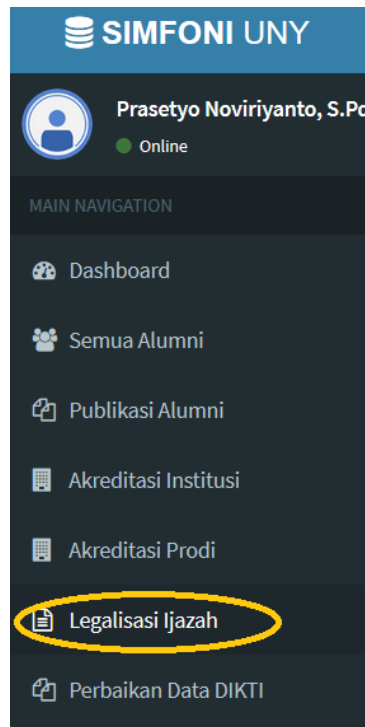 SIMFONI UNY
Prasetyo Noviriyanto, S.Pd
Online
MAIN NAVIGATION
Dashboard
Semua Alumni
Publikasi Alumni
Akreditasi Institusi
Akreditasi Prodi
Legalisasi Ijazah
Perbaikan Data DIKTI